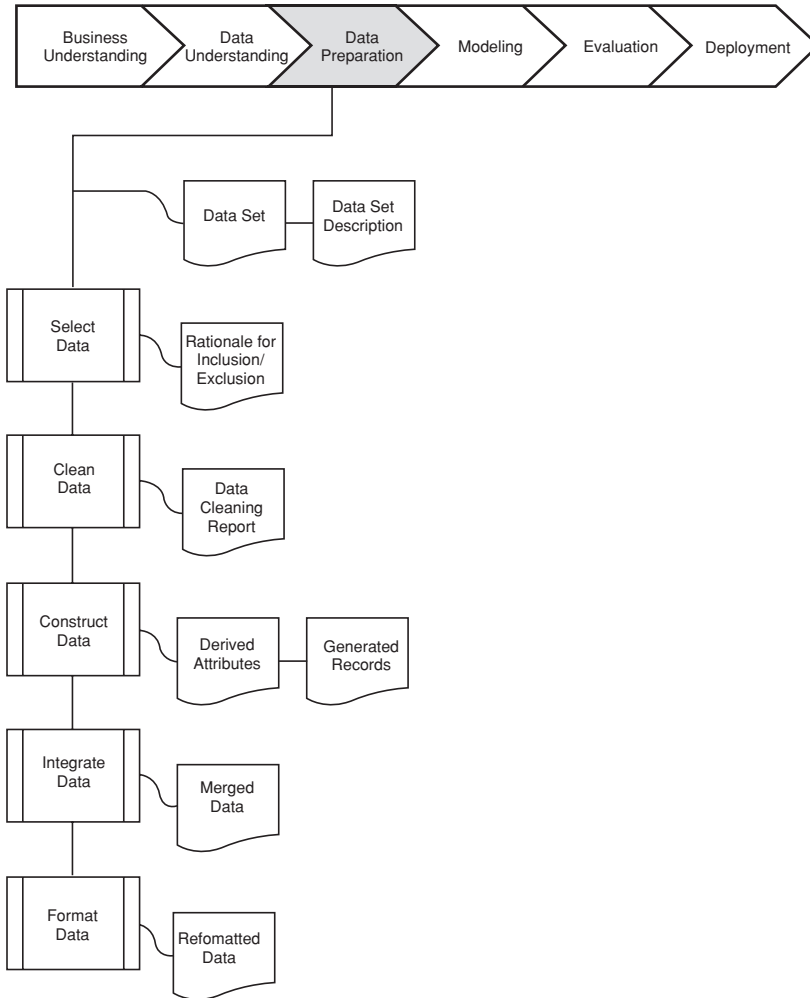 Business
Understanding
Data
Understanding
Data
Preparation
Modeling
Evaluation
Deployment
Data Set
Data Set
Description
Select
Data
Rationale for
Inclusion/
Exclusion
Clean
Data
Data
Cleaning
Report
Construct
Data
Derived
Attributes
Generated
Records
Integrate
Data
Merged
Data
Format
Data
Refomatted
Data